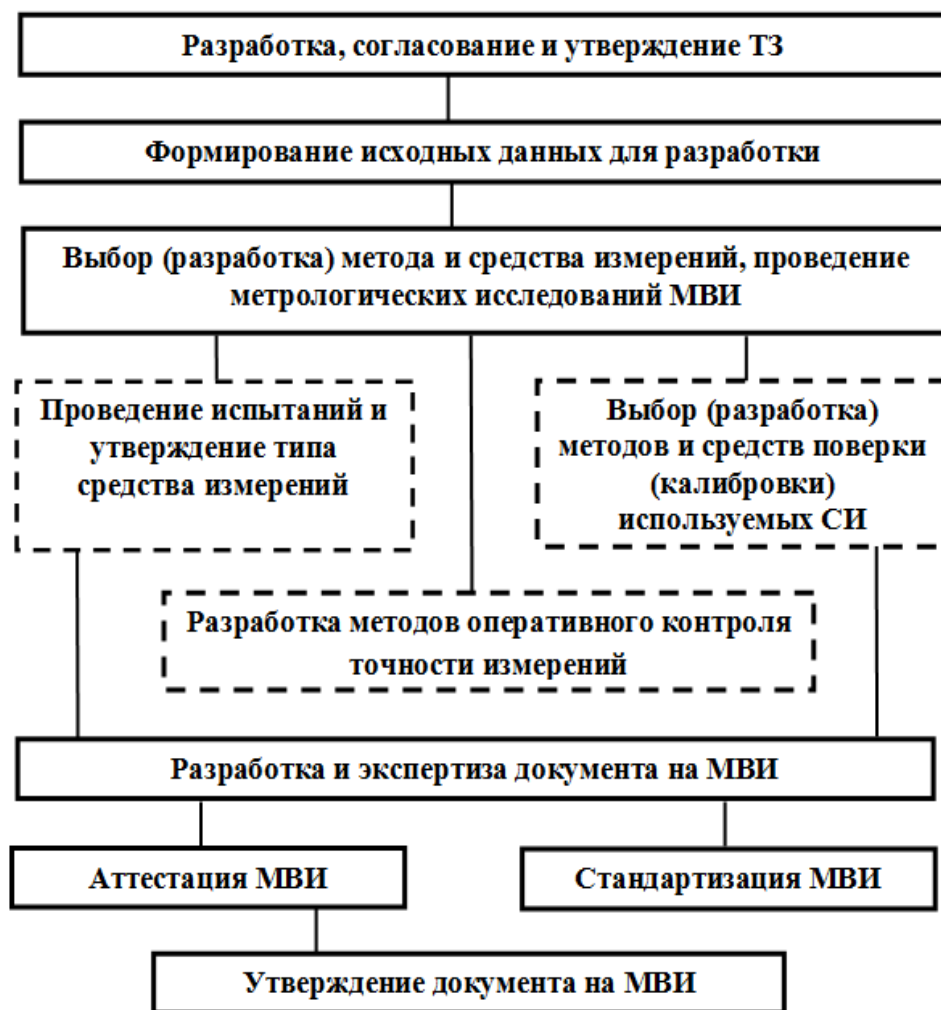 Разработка, согласование и утверждение ТЗ
Формирование исходных данных для разработки
Выбор (разработка) метода и средства измерений, проведение
метрологических исследований МВИ
Проведение испытаний и
утверждение типа
средства измерений
Выбор (разработка)
методов и средств поверки
(калибровки)
используемых СИ
Разработка методов оперативного контроля
точности измерений
Разработка и экспертиза документа на МВИ
Аттестация МВИ
Стандартизация МВИ
Утверждение документа на МВИ